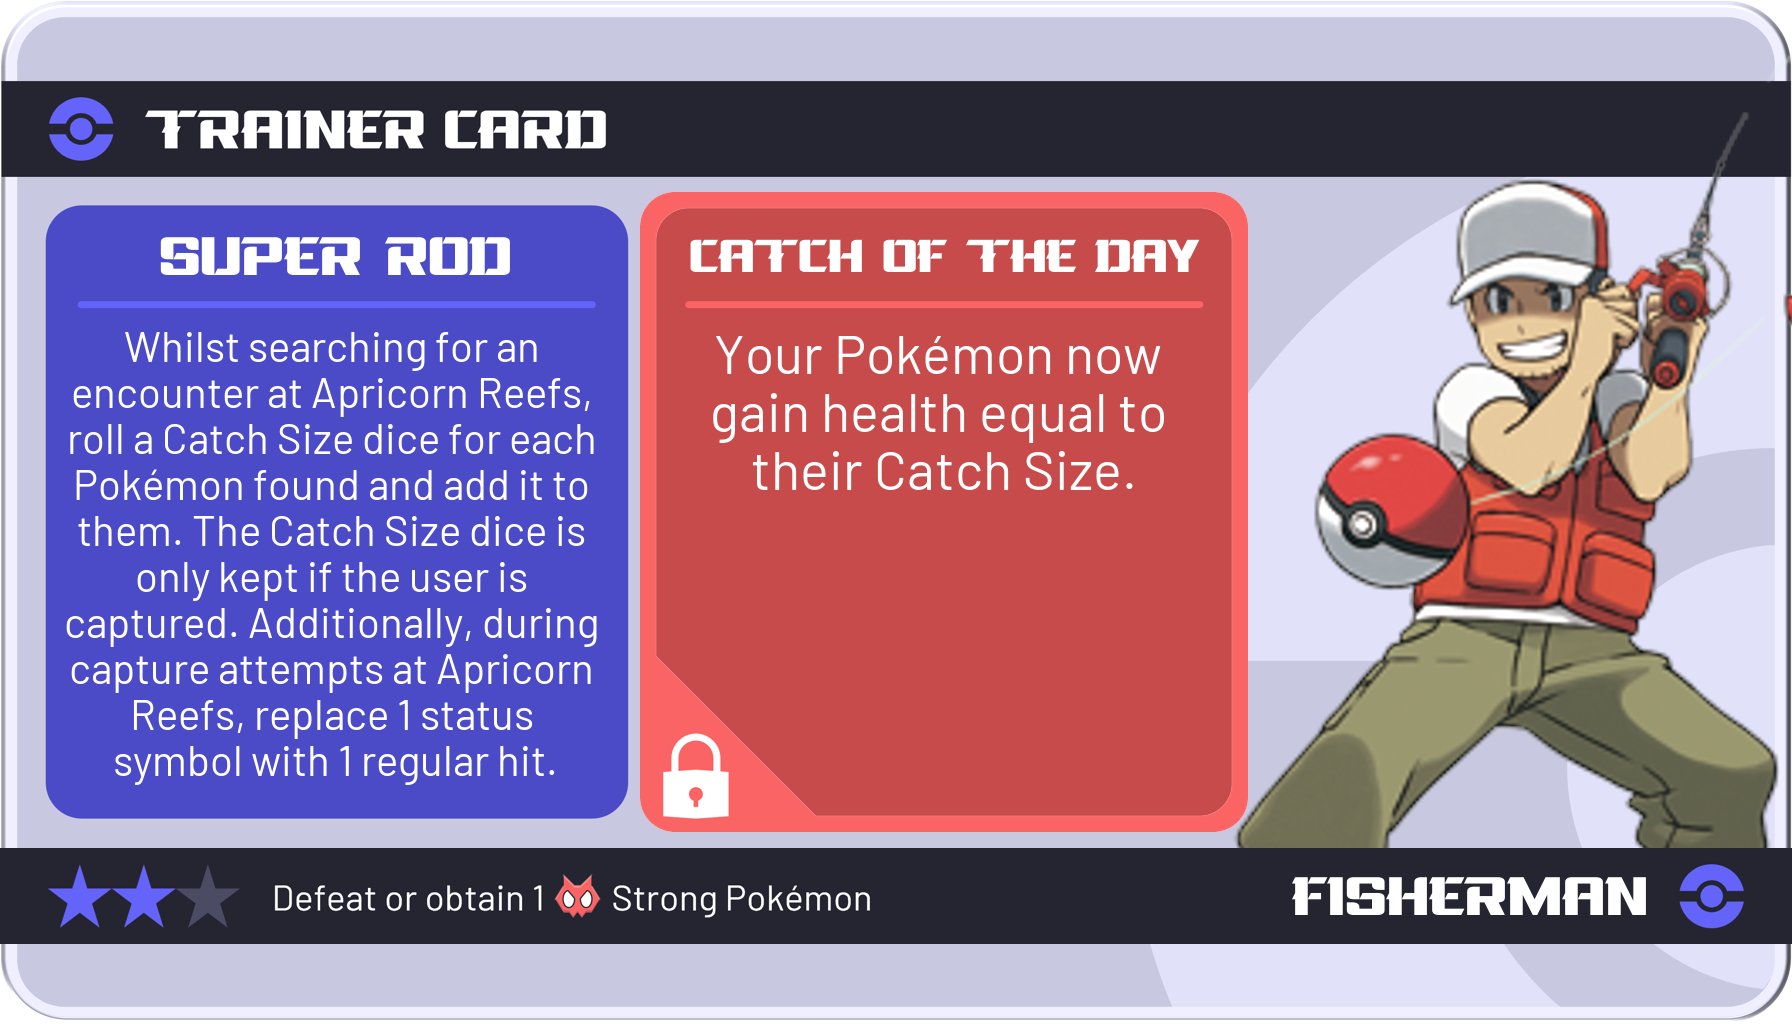 TRAINER CARD
SUPER ROD
Whilst searching for an
encounter at Apricorn Reefs,
roll a Catch Size dice for each
Pokémon found and add it to
them. The Catch Size dice is
only kept if the user is
captured. Additionally, during
capture attempts at Apricorn
Reefs, replace 1 status
symbol with 1 regular hit.
CATCH OF THE DAY
Your Pokémon now
gain health equal to
their Catch Size.
Defeat or obtain 1 Strong Pokémon
FISHERMAN